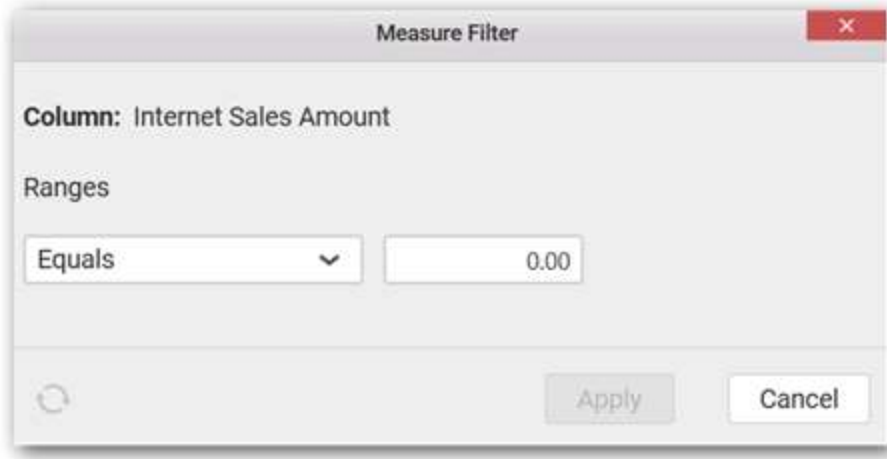 Measure Filter
Column: Internet Sales Amount
Ranges
Equals 0.00
Apply Cancel